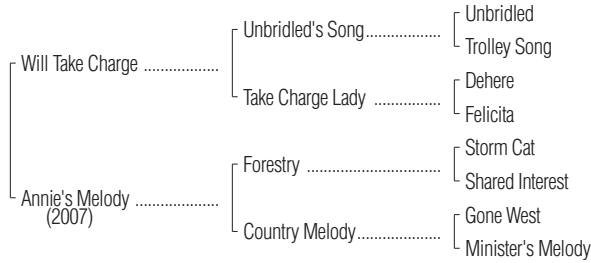 Unbridled
Unbridled's Song..................
Trolley Song
Will Take Charge ..................
Dehere
Take Charge Lady ................
Felicita
Storm Cat
Forestry ................................
Shared Interest
Annie's Melody ....................
(2007)
Gone West
Country Melody....................
Minister's Melody